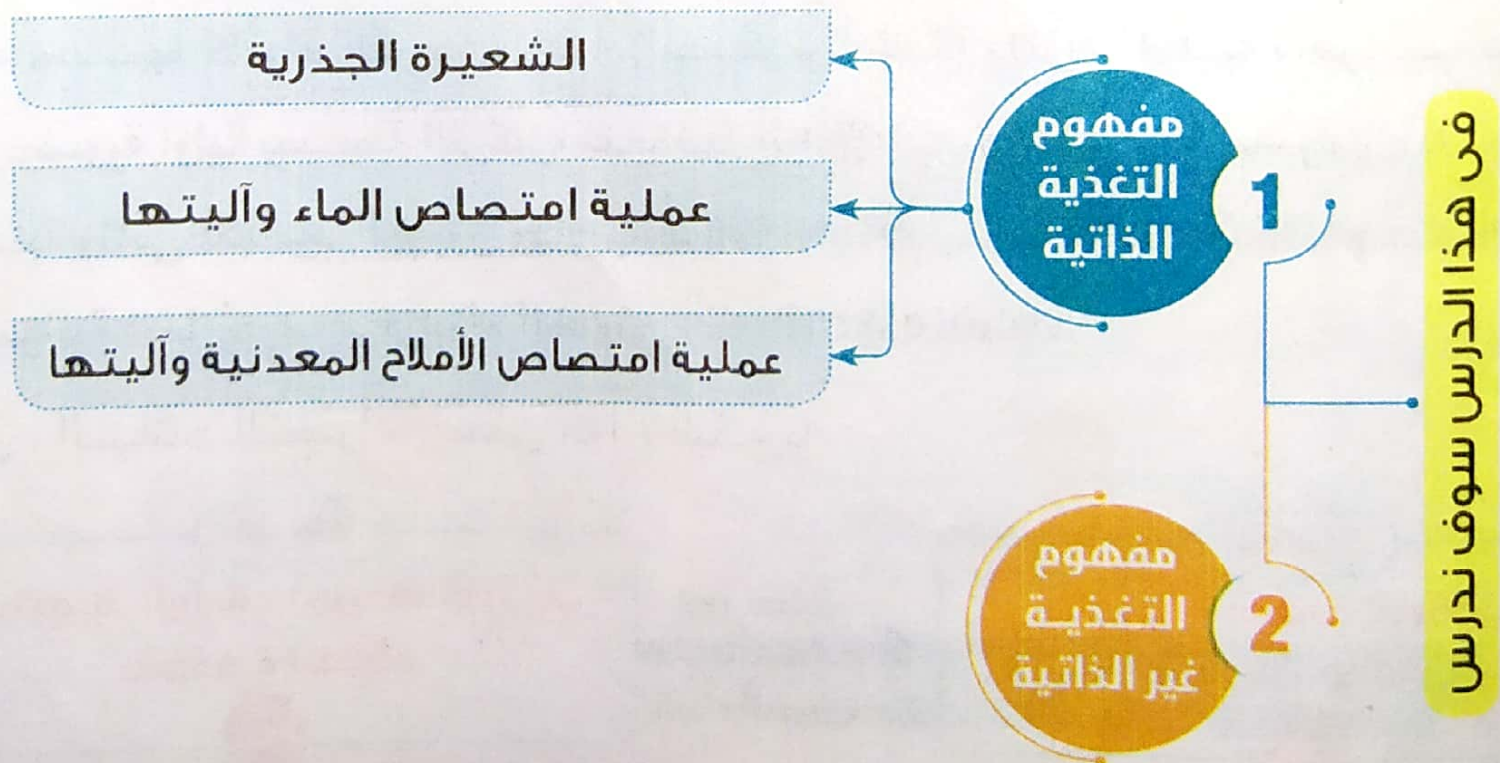 فى هذا الدرس سوف ندرس
1
مفهوم
التغذية
الذاتية
الشعيرة الجذرية
عملية امتصاص الماء وآليتها
عملية امتصاص الأملاح المعدنية وآليتها
2
مفهوم
التغذية
غير الذاتية